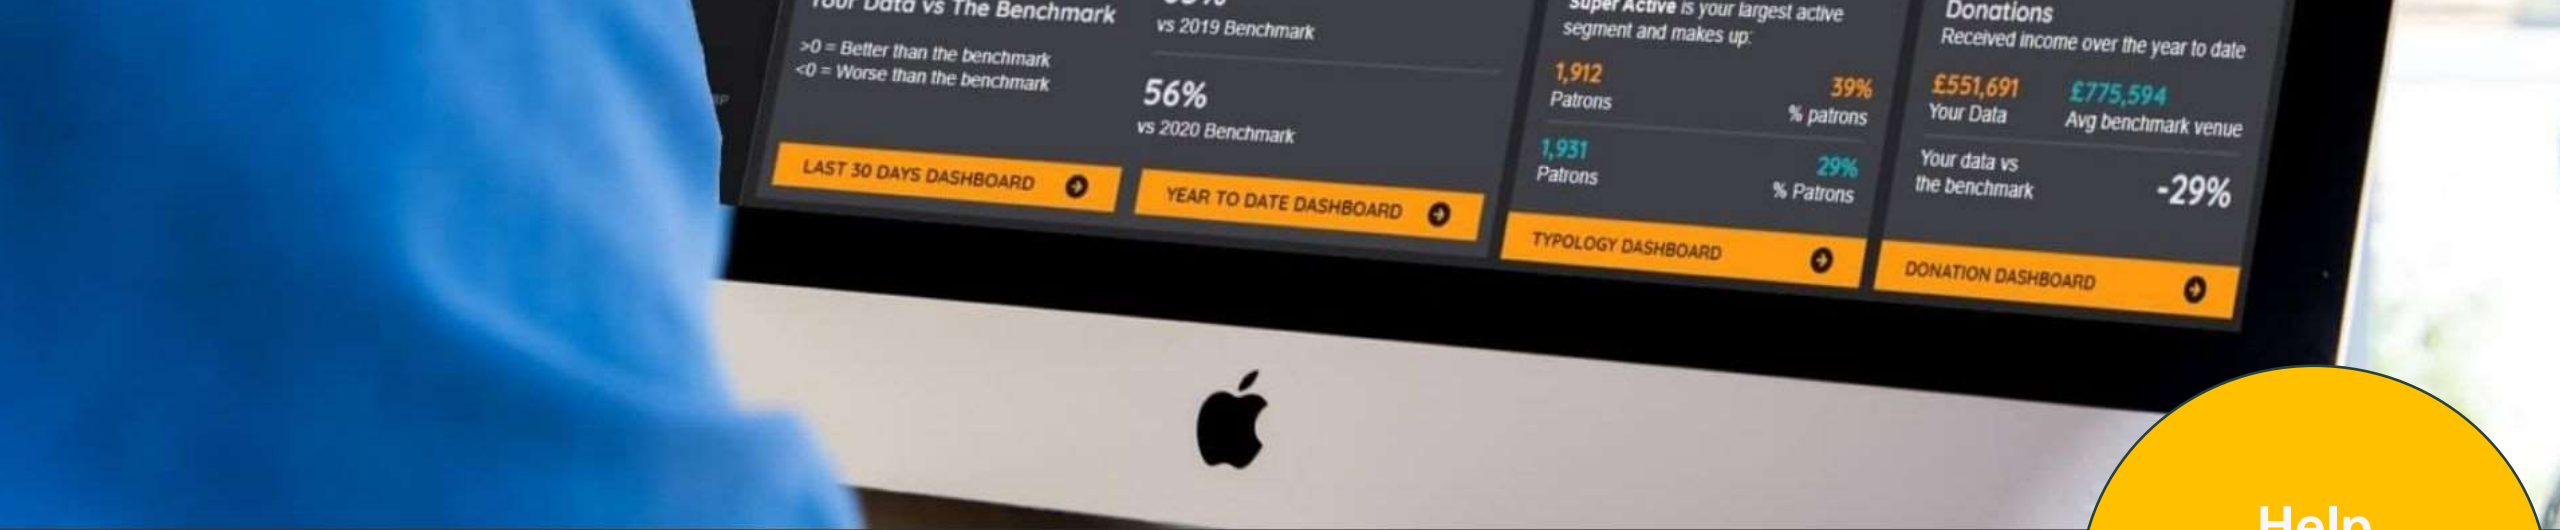 Your Data vs The Benchmark
>0 = Better than the benchmark
<0 = Worse than the benchmark
vs 2019 Benchmark
56%
vs 2020 Benchmark
LAST 30 DAYS DASHBOARD
YEAR TO DATE DASHBOARD
Super Active is your largest active
segment and makes up:
1,912
Patrons
39%
% patrons
1,931
Patrons
29%
% Patrons
TYPOLOGY DASHBOARD
Donations
Received income over the year to date
£551,691
Your Data
£775,594
Avg benchmark venue
Your data vs
the benchmark
-29%
DONATION DASHBOARD
Help